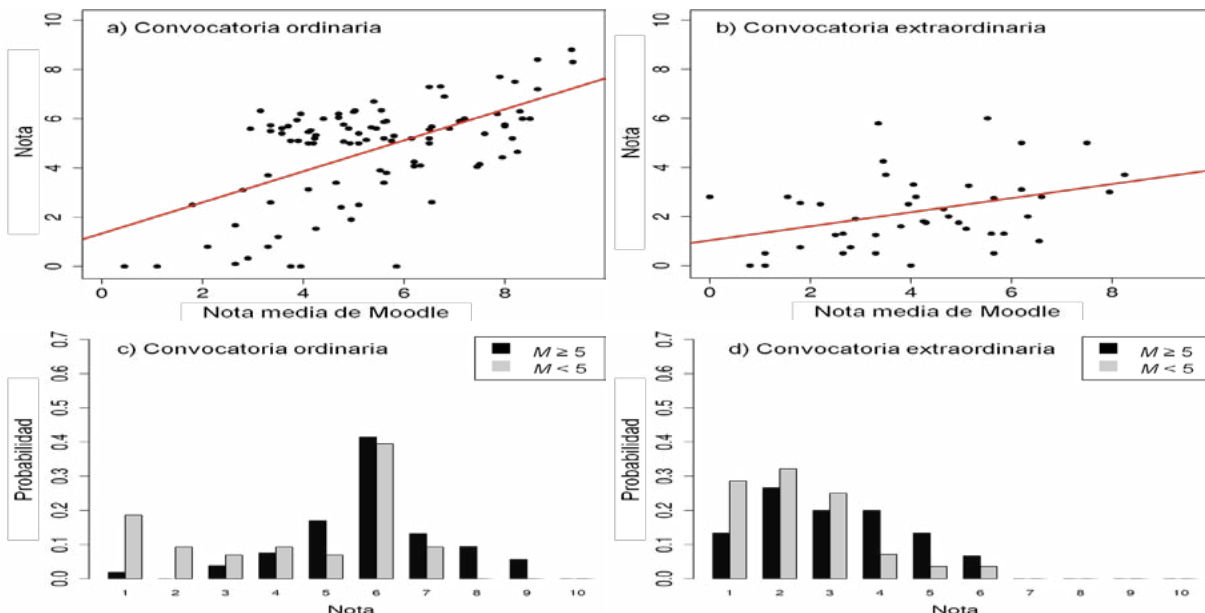 a) Convocatoria ordinaria
Nota
10
8
6
4
2
0
0 2 4 6 8
Nota media de Moodle
b) Convocatoria extraordinaria
Nota
10
8
6
4
2
0
0 2 4 6 8
Nota media de Moodle
c) Convocatoria ordinaria
M ≥ 5
M < 5
Probabilidad
0.7
0.6
0.5
0.4
0.3
0.2
0.1
0.0
1 2 3 4 5 6 7 8 9 10
Nota
d) Convocatoria extraordinaria
M ≥ 5
M < 5
Probabilidad
0.7
0.6
0.5
0.4
0.3
0.2
0.1
0.0
1 2 3 4 5 6 7 8 9 10
Nota